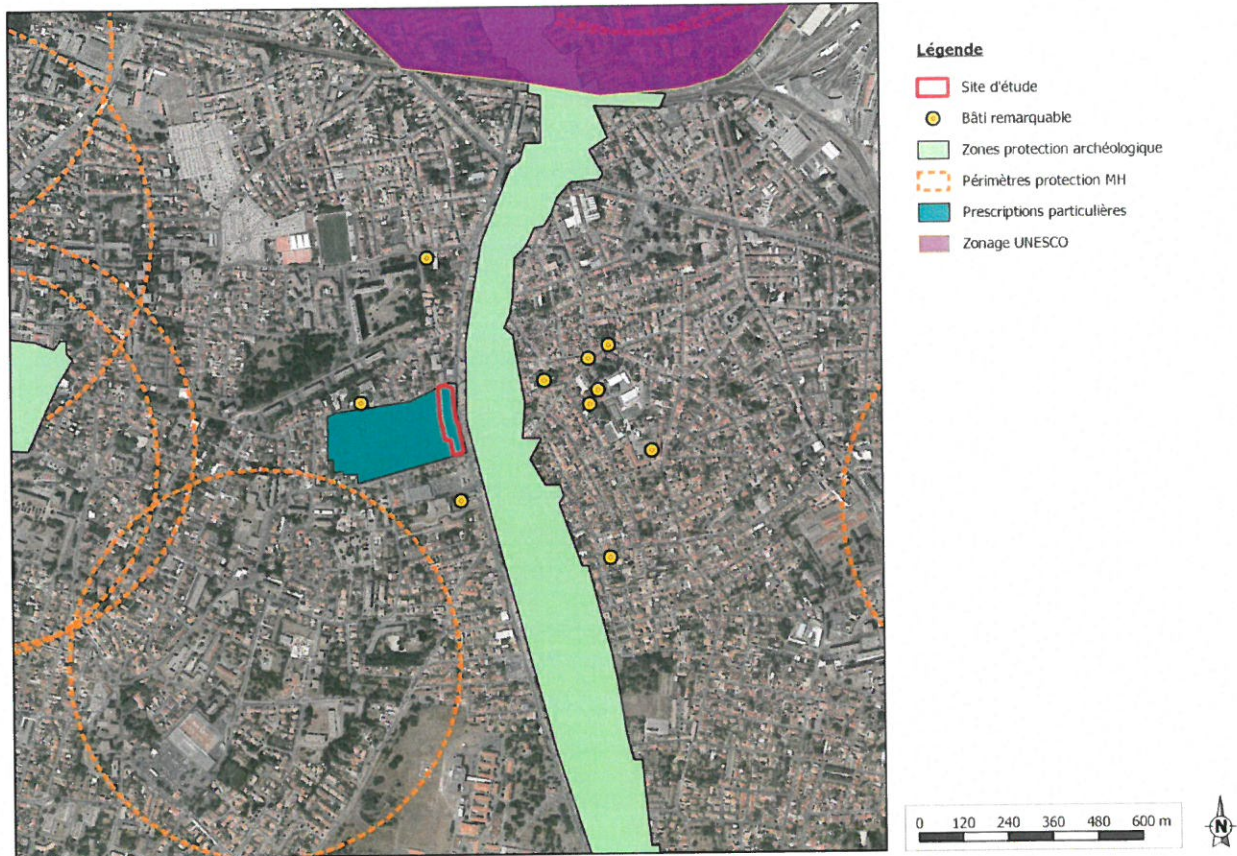 Légende
Site d'étude
Bâti remarquable
Zones protection archéologique
Périmètres protection MH
Prescriptions particulières
Zonage UNESCO
0 120 240 360 480 600 m
N